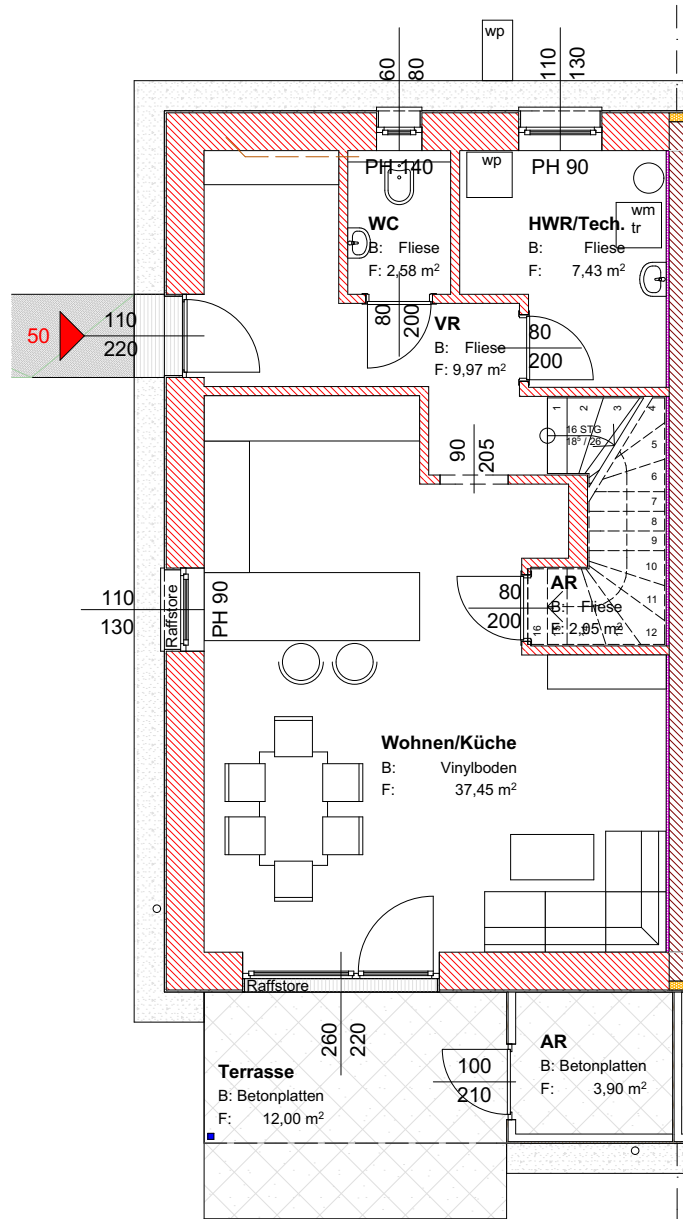 wp
60
80
110
130
PH 140
wp
PH 90
WC
B: Fliese
F: 2,58 m²
HWR/Tech.
B: Fliese
F: 7,43 m²
wm
tr
50
110
220
80
200
VR
B: Fliese
F: 9,97 m²
80
200
1
2
3
4
16 STG
18⁵ / 26
5
6
7
8
9
10
11
12
90
205
110
130
Raffstore
PH 90
80
200
AR
B: Fliese
F: 2,05 m²
16
Wohnen/Küche
B: Vinylboden
F: 37,45 m²
Raffstore
260
220
Terrasse
B: Betonplatten
F: 12,00 m²
100
210
AR
B: Betonplatten
F: 3,90 m²